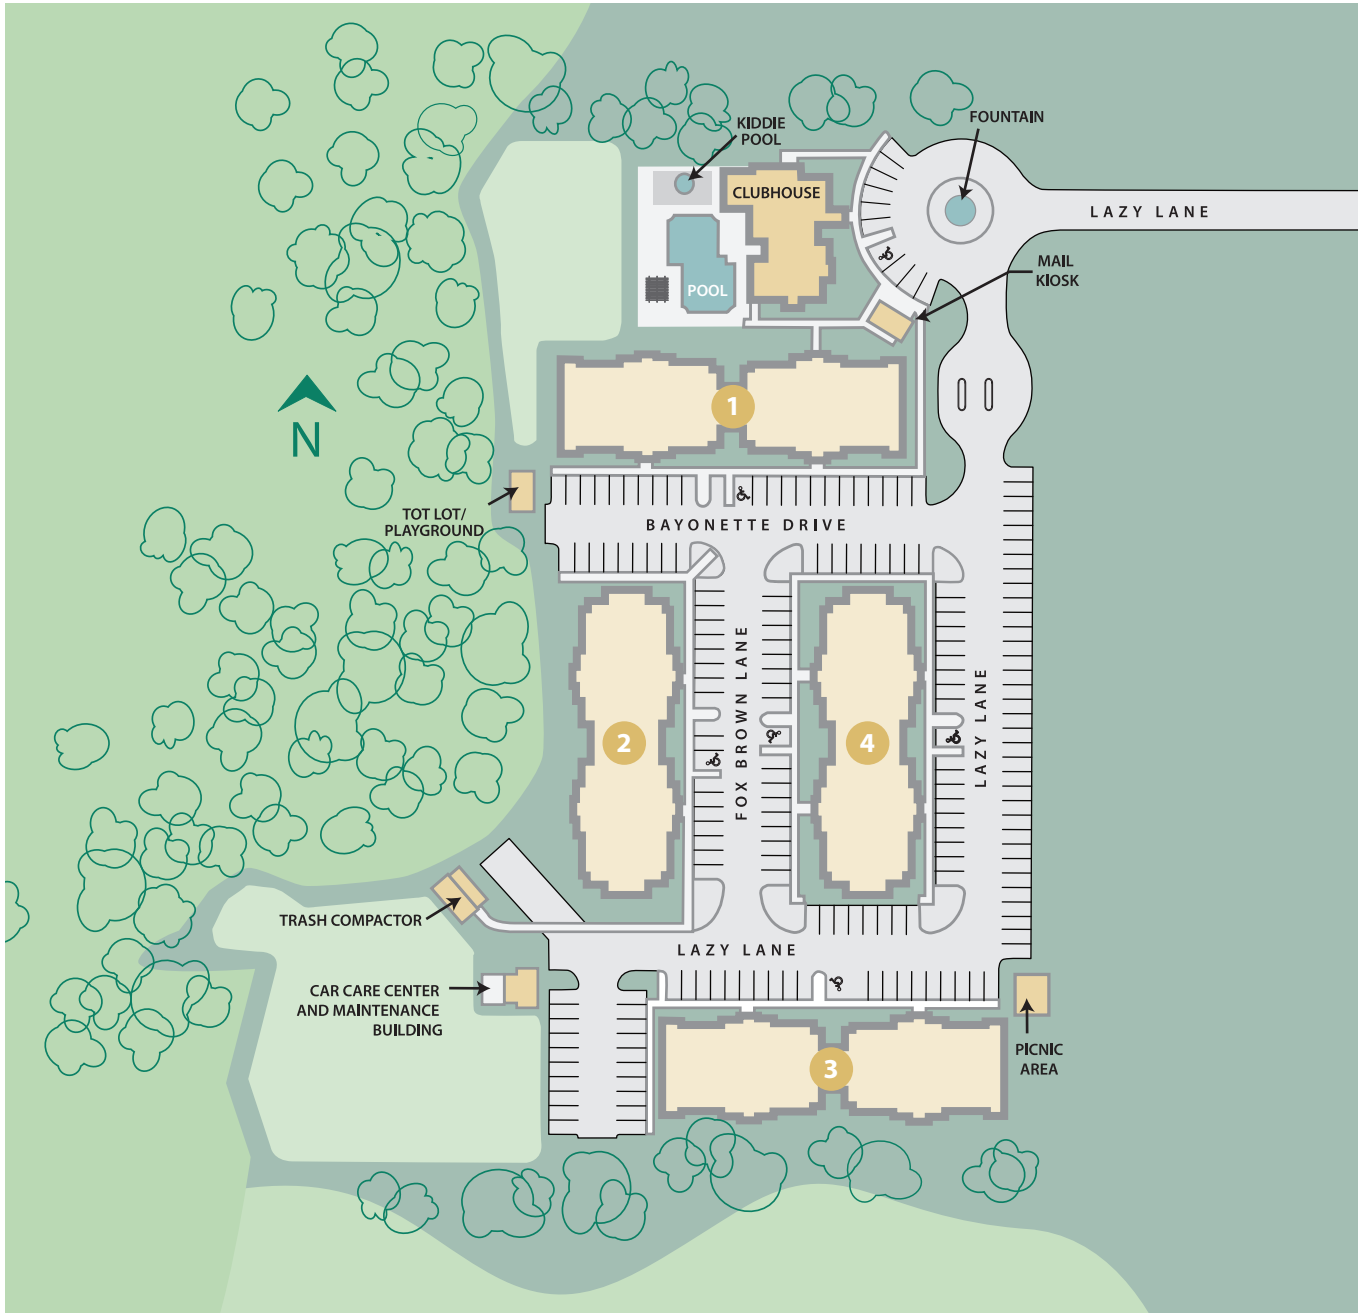 KIDDIE
POOL
FOUNTAIN
CLUBHOUSE
LAZY LANE
MAIL
KIOSK
POOL
1
N
TOT LOT/
PLAYGROUND
BAYONETTE DRIVE
FOX BROWN LANE
LAZY LANE
2
4
TRASH COMPACTOR
LAZY LANE
CAR CARE CENTER
AND MAINTENANCE
BUILDING
PICNIC
AREA
3